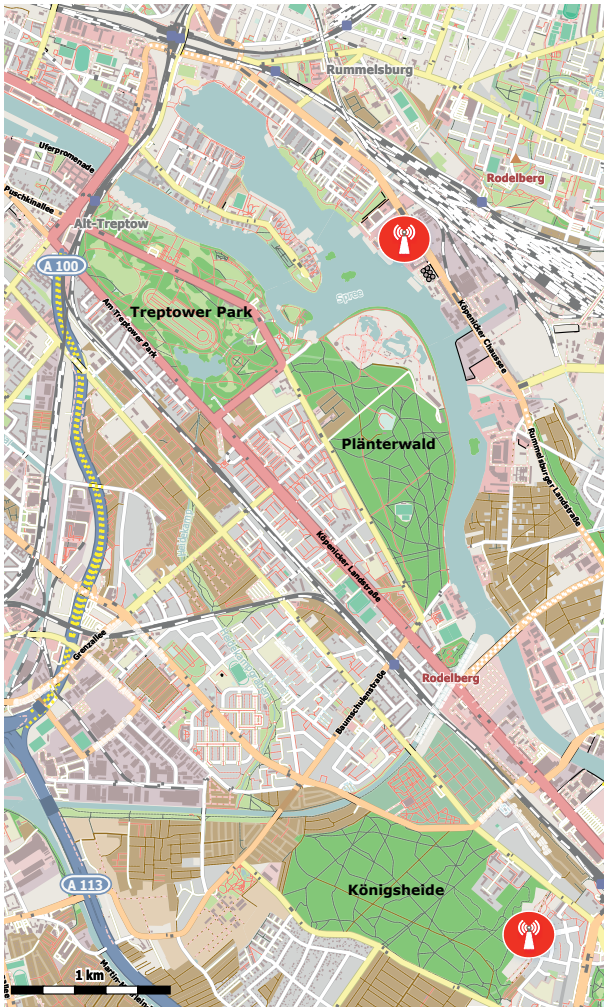 Rummelsburg
Uferpromenade
Rodelberg
Puschkinallee
Alt-Treptow
A 100
Spree
Treptower Park
Am Treptower Park
Köpenicker Chaussee
Plänterwald
Rummelsburger Landstraße
Köpenicker Landstraße
Grenzallee
Rodelberg
Baumschulenstraße
A 113
Königsheide
1 km